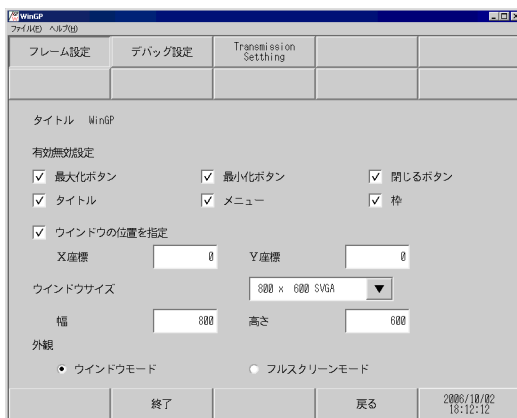 WinGP
ファイル(F) ヘルプ(H)
フレーム設定 デバッグ設定 Transmission
Setthing
タイトル WinGP
有効無効設定
最大化ボタン 最小化ボタン 閉じるボタン
タイトル メニュー 枠
ウインドウの位置を指定
X座標 0 Y座標 0
ウインドウサイズ 800 × 600 SVGA
幅 800 高さ 600
外観
ウインドウモード フルスクリーンモード
終了 戻る 2006/10/02
18:12:12